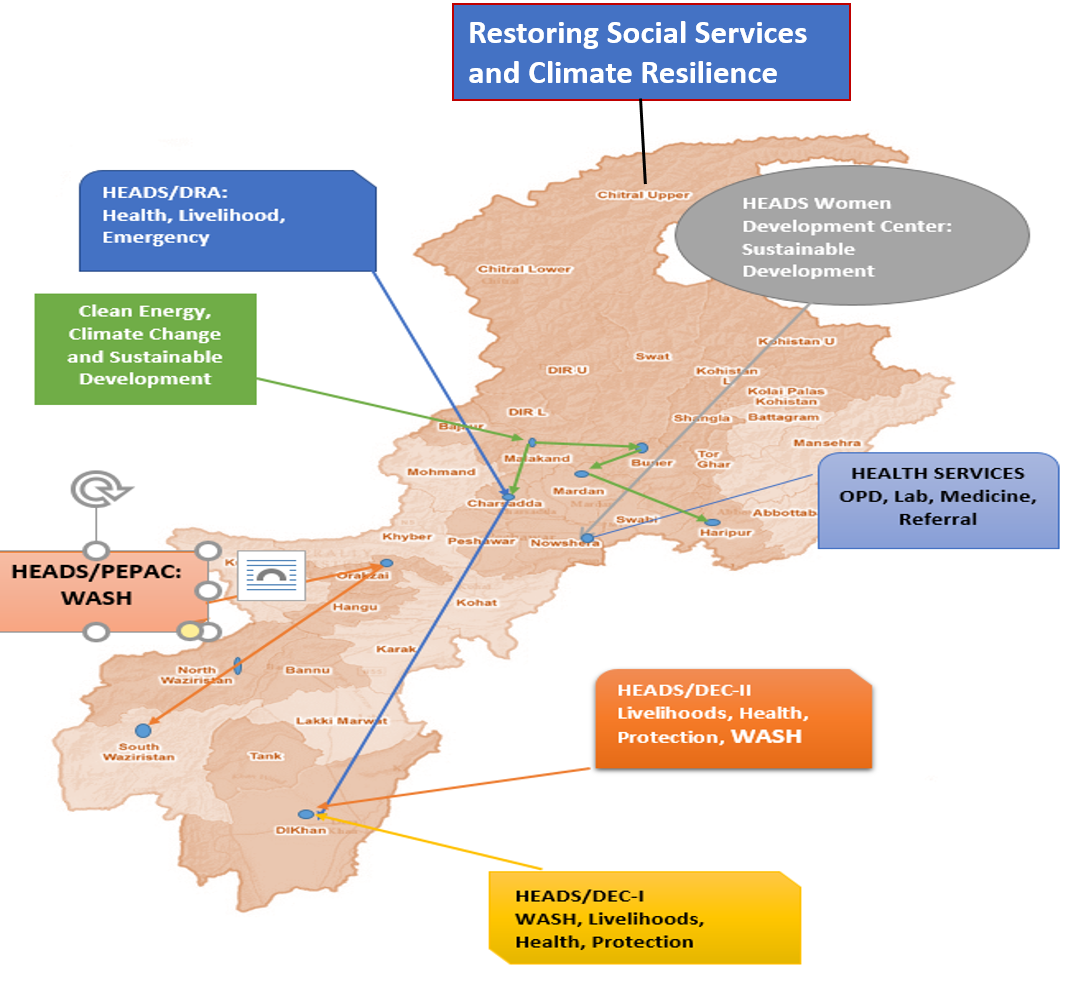 Restoring Social Services
and Climate Resilience
HEADS/DRA:
Health, Livelihood,
Emergency
Chitral Upper
HEADS Women
Development Center:
Sustainable
Development
Chitral Lower
Clean Energy,
Climate Change
and Sustainable
Development
Kohistan U
Swat
DIR U
Kohistan
L
Kolai Palas
Kohistan
DIR L
Shangla
Battagram
Bajour
Mansehra
Malakand
Buner
Tor
Ghar
Mohmand
HEALTH SERVICES
OPD, Lab, Medicine,
Referral
Mardan
Charsadda
Swabi
Abbottab
Haripur
Khyber
Peshawar
Nowshera
HEADS/PEPAC:
WASH
Orakzai
Hangu
Kohat
Karak
North
Waziristan
Bannu
HEADS/DEC-II
Livelihoods, Health,
Protection, WASH
Lakki Marwat
South
Waziristan
Tank
DIKhan
HEADS/DEC-I
WASH, Livelihoods,
Health, Protection